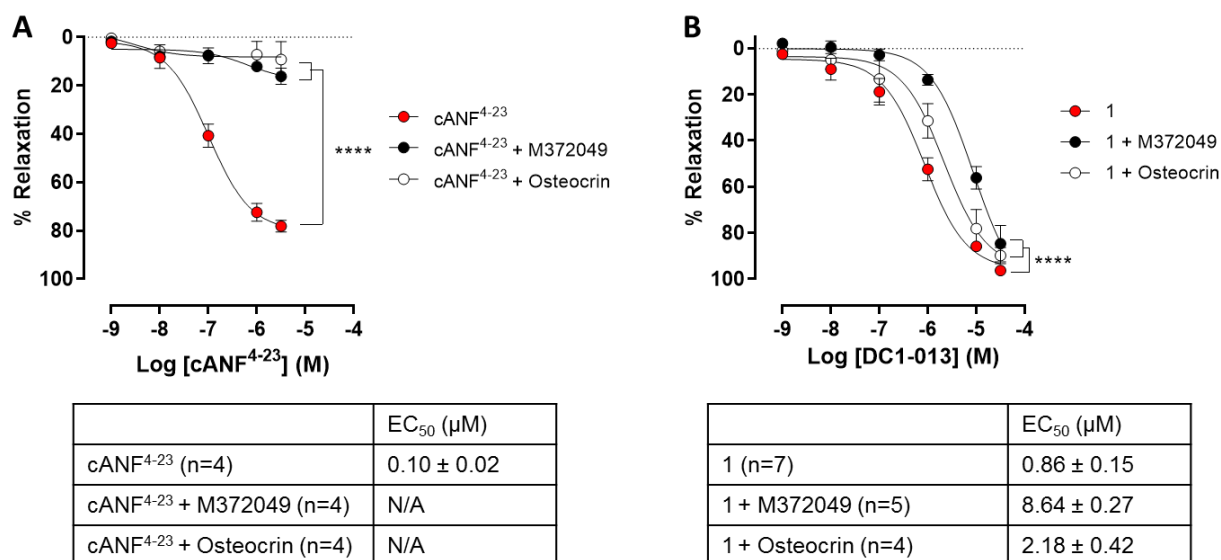 A
% Relaxation
0
20
40
60
80
100
-9 -8 -7 -6 -5 -4
Log [cANF4-23] (M)
****
cANF4-23
cANF4-23 + M372049
cANF4-23 + Osteocrin
EC50 (µM)
cANF4-23 (n=4) 0.10 ± 0.02
cANF4-23 + M372049 (n=4) N/A
cANF4-23 + Osteocrin (n=4) N/A
B
% Relaxation
0
20
40
60
80
100
-9 -8 -7 -6 -5 -4
Log [DC1-013] (M)
****
1
1 + M372049
1 + Osteocrin
EC50 (µM)
1 (n=7) 0.86 ± 0.15
1 + M372049 (n=5) 8.64 ± 0.27
1 + Osteocrin (n=4) 2.18 ± 0.42